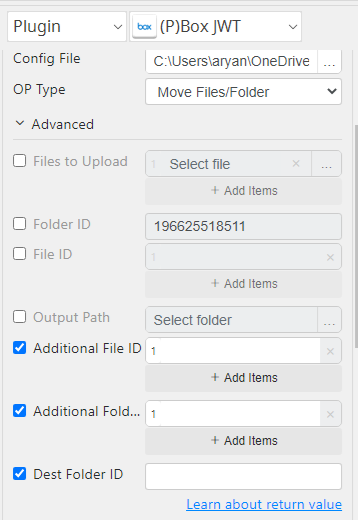 Plugin box (P)Box JWT
Config File C:\Users\aryan\OneDrive ...
OP Type Move Files/Folder
Advanced
Files to Upload 1 Select file × ...
+ Add Items
Folder ID 196625518511
File ID 1 ×
+ Add Items
Output Path Select folder ...
Additional File ID 1 ×
+ Add Items
Additional Fold... 1 ×
+ Add Items
Dest Folder ID
Learn about return value